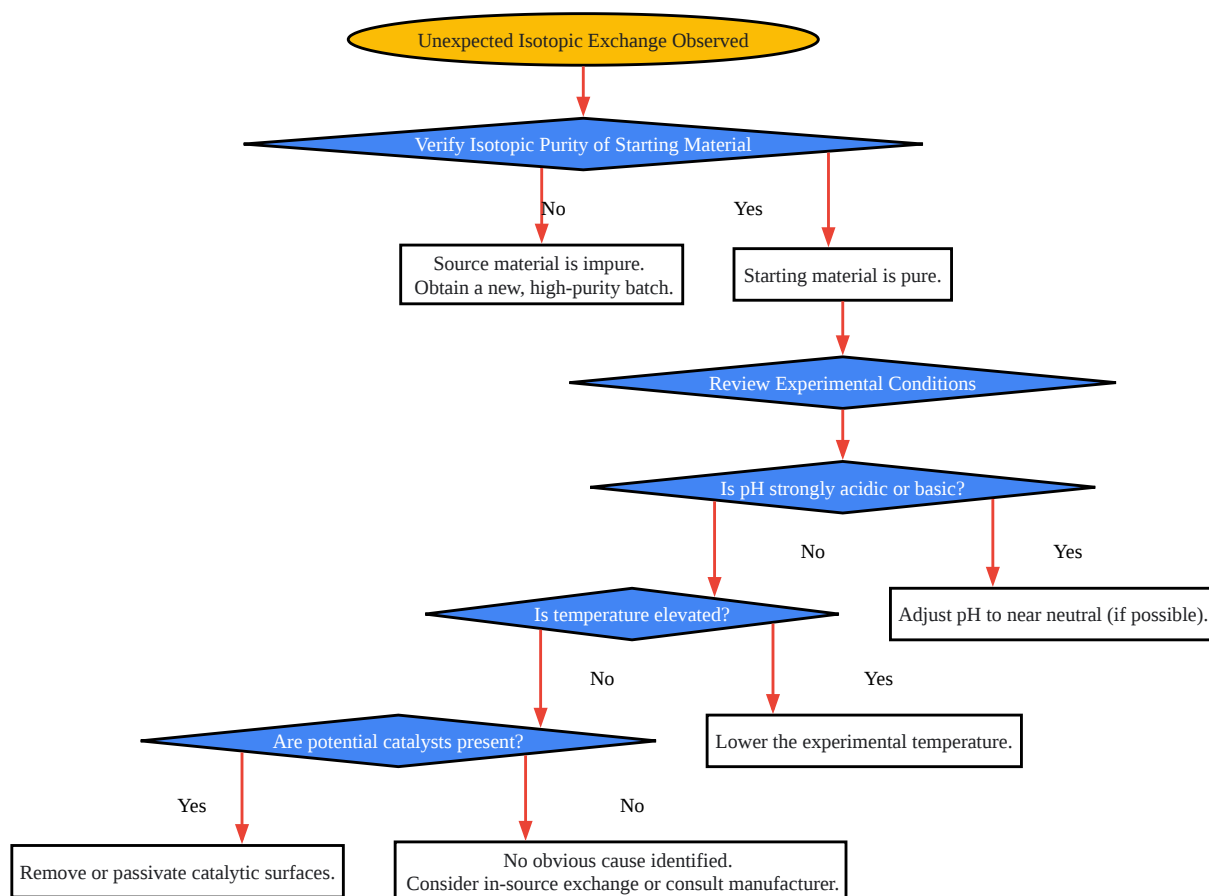 Unexpected Isotopic Exchange Observed
Verify Isotopic Purity of Starting Material
No
Yes
Source material is impure.
Obtain a new, high-purity batch.
Starting material is pure.
Review Experimental Conditions
Is pH strongly acidic or basic?
No
Yes
Is temperature elevated?
Adjust pH to near neutral (if possible).
No
Yes
Are potential catalysts present?
Lower the experimental temperature.
Yes
No
Remove or passivate catalytic surfaces.
No obvious cause identified.
Consider in-source exchange or consult manufacturer.